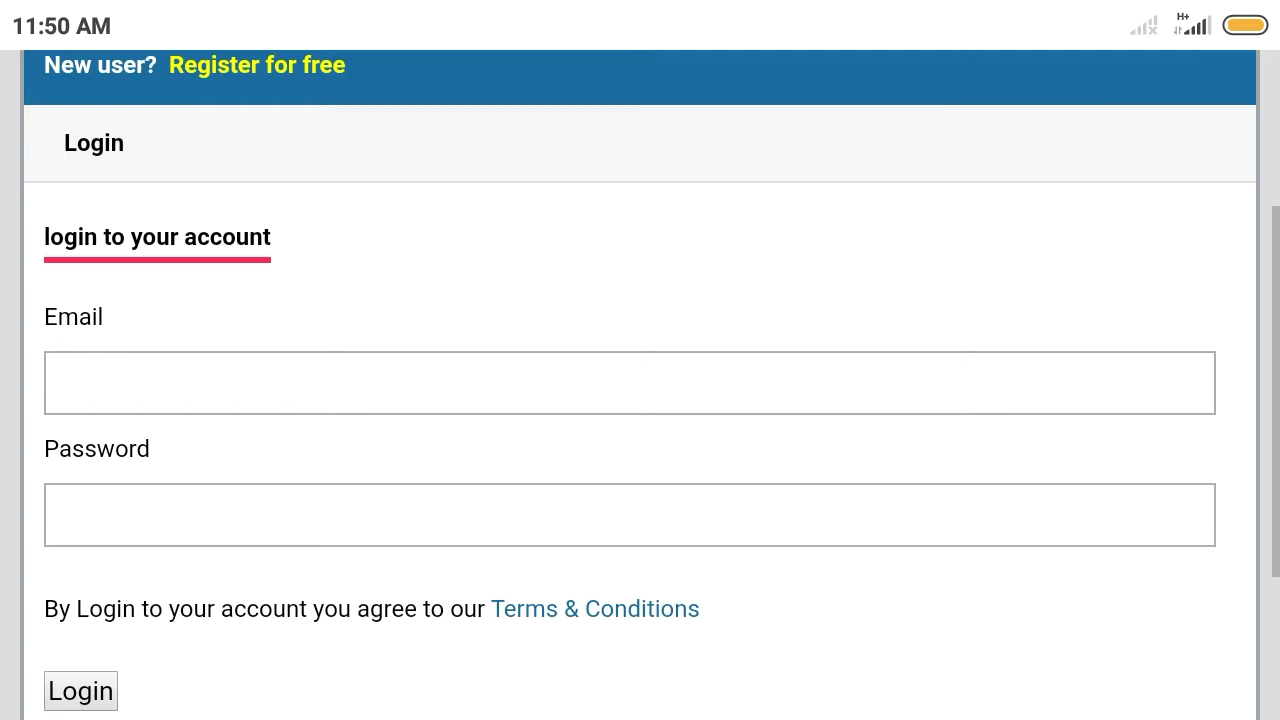 11:50 AM
H+
New user? Register for free
Login
login to your account
Email
Password
By Login to your account you agree to our Terms & Conditions
Login